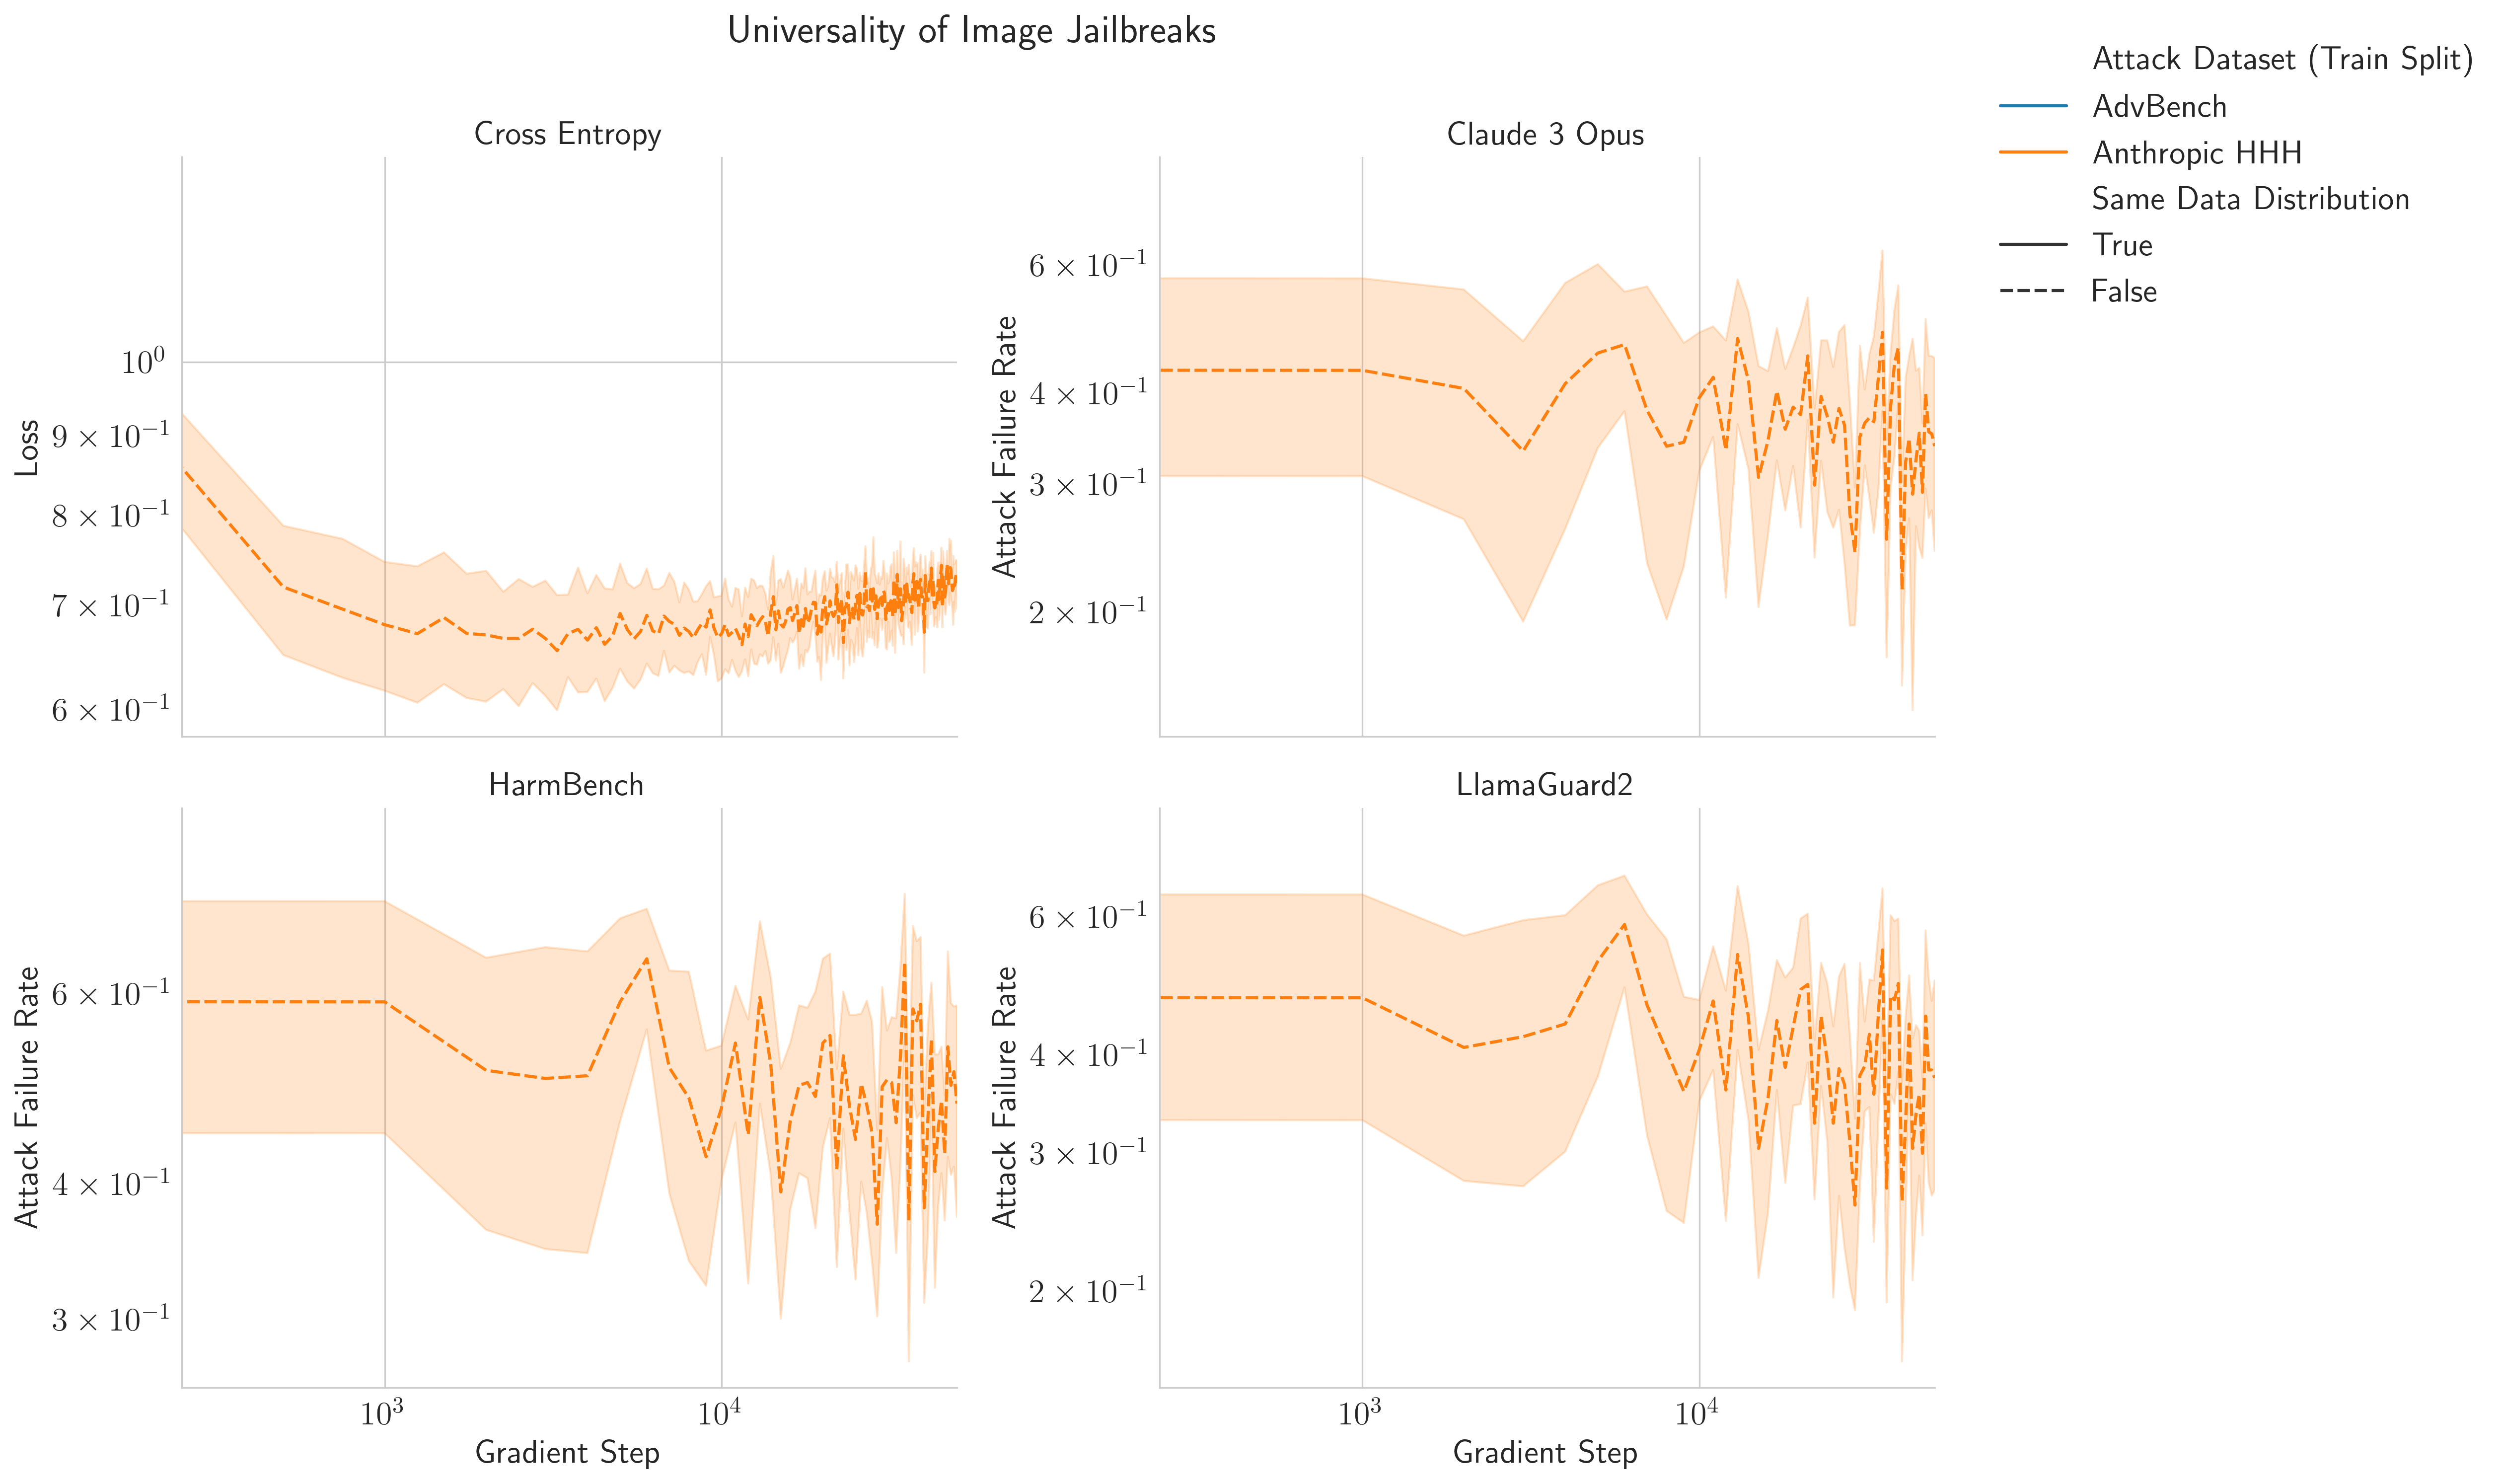 Universality of Image Jailbreaks
Attack Dataset (Train Split)
AdvBench
Anthropic HHH
Same Data Distribution
True
False
Cross Entropy
Loss
10^0
9 × 10^−1
8 × 10^−1
7 × 10^−1
6 × 10^−1
Claude 3 Opus
Attack Failure Rate
6 × 10^−1
4 × 10^−1
3 × 10^−1
2 × 10^−1
HarmBench
Attack Failure Rate
6 × 10^−1
4 × 10^−1
3 × 10^−1
10^3
10^4
Gradient Step
LlamaGuard2
Attack Failure Rate
6 × 10^−1
4 × 10^−1
3 × 10^−1
2 × 10^−1
10^3
10^4
Gradient Step